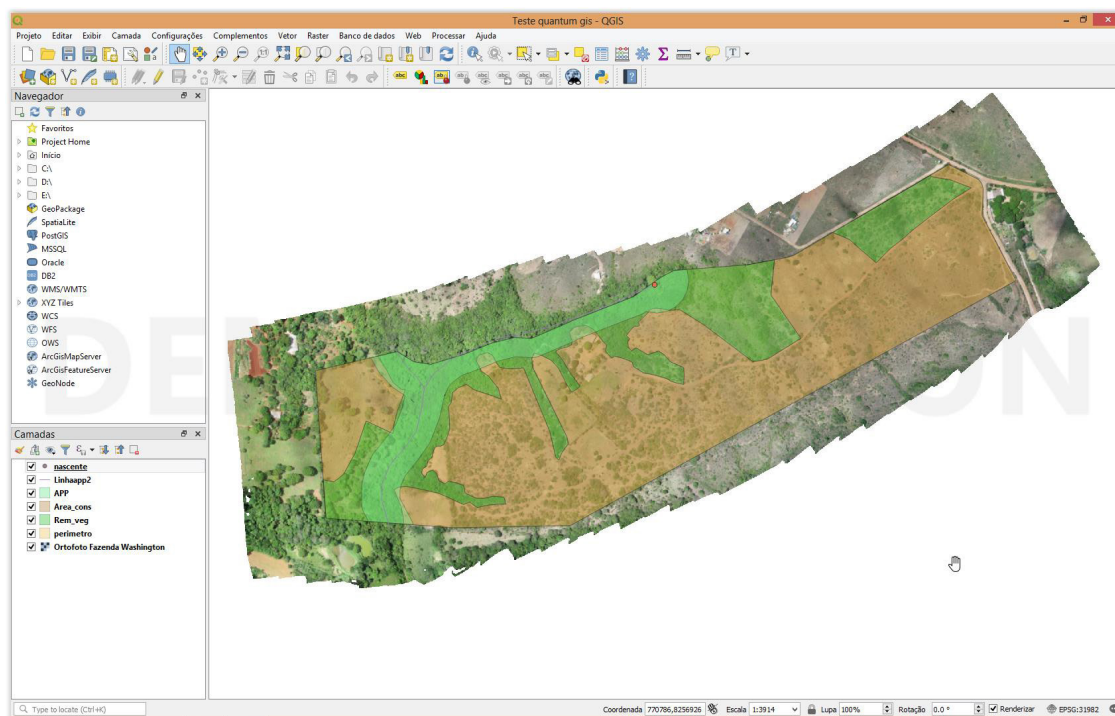 Teste quantum gis - QGIS
Projeto Editar Exibir Camada Configurações Complementos Vetor Raster Banco de dados Web Processar Ajuda
Navegador
Favoritos
Project Home
Início
C:\
D:\
E:\
GeoPackage
SpatiaLite
PostGIS
MSSQL
Oracle
DB2
WMS/WMTS
XYZ Tiles
WCS
WFS
OWS
ArcGisMapServer
ArcGisFeatureServer
GeoNode
Camadas
nascente
Linhaapp2
APP
Area_cons
Rem_veg
perimetro
Ortofoto Fazenda Washington
Type to locate (Ctrl+K)
Coordenada 770786,8256926 Escala 1:3914 Lupa 100% Rotação 0.0 ° Renderizar EPSG:31982